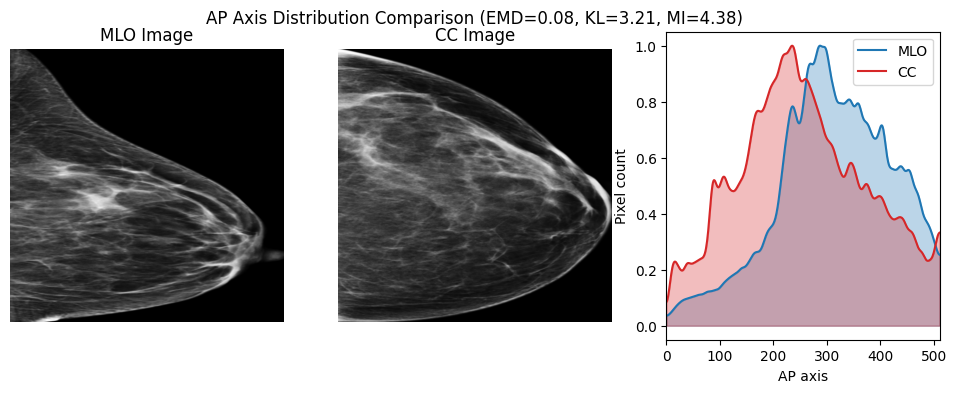 AP Axis Distribution Comparison (EMD=0.08, KL=3.21, MI=4.38)
MLO Image
CC Image
MLO
CC
Pixel count
1.0
0.8
0.6
0.4
0.2
0.0
0 100 200 300 400 500
AP axis